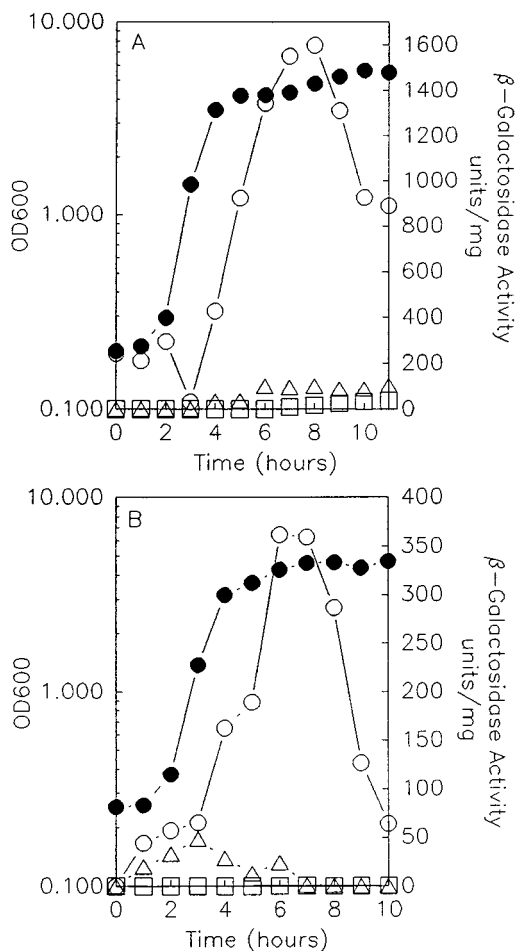 A
OD600
10.000
1.000
0.100
1600
1400
1200
1000
800
600
400
200
0
β−Galactosidase Activity
units/mg
0 2 4 6 8 10
Time (hours)
B
OD600
10.000
1.000
0.100
400
350
300
250
200
150
100
50
0
β−Galactosidase Activity
units/mg
0 2 4 6 8 10
Time (hours)